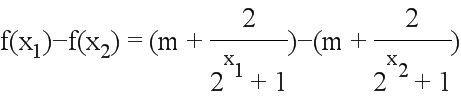 f(x₁)–f(x₂) = (m + 2/(2^x₁ + 1))–(m + 2/(2^x₂ + 1))